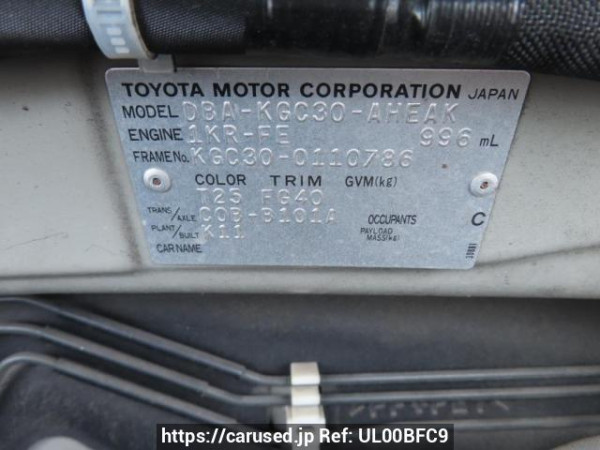 TOYOTA MOTOR CORPORATION JAPAN
MODEL DBA-KGC30-AHEAK
ENGINE 1KR-FE 996 mL
FRAME No. KGC30-0110786
COLOR TRIM GVM(kg)
T25 FG40
TRANS/AXLE C0B-B101A OCCUPANTS C
PLANT/BUILT K11 PAYLOAD MASS(kg)
CAR NAME
https://carused.jp Ref: UL00BFC9